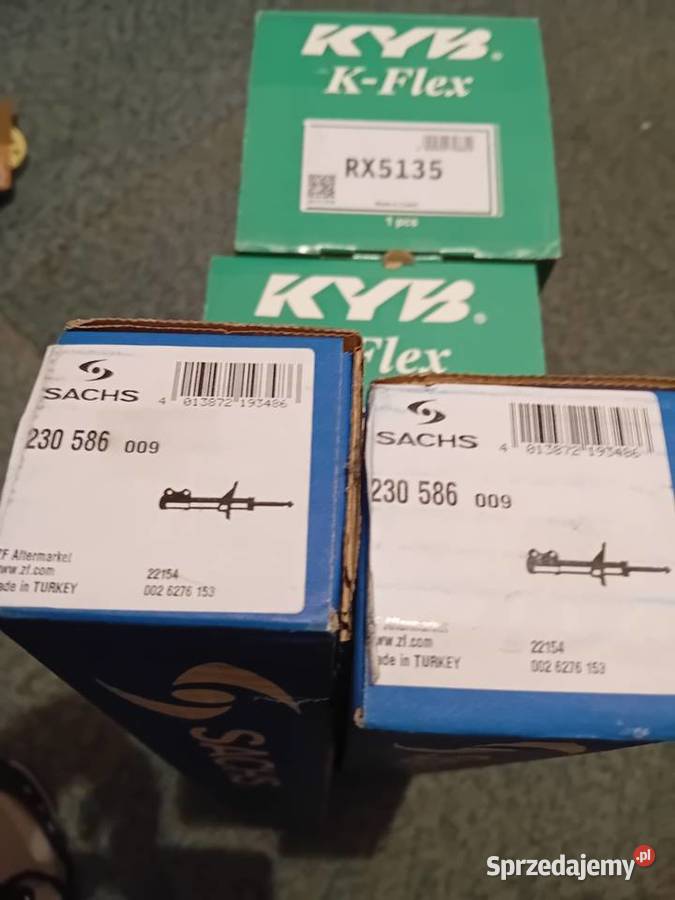 KYB®
K-Flex
RX5135
1 pcs
KYB®
Flex
SACHS
4 013872 193486
230 586 009
ZF Aftermarket
www.zf.com
ade in TURKEY
22154
002 6276 153
SACHS
SACHS
4 013872 193486
230 586 009
Aftermarket
ww.zf.com
ade in TURKEY
22154
002 6276 153
Sprzedajemy.pl